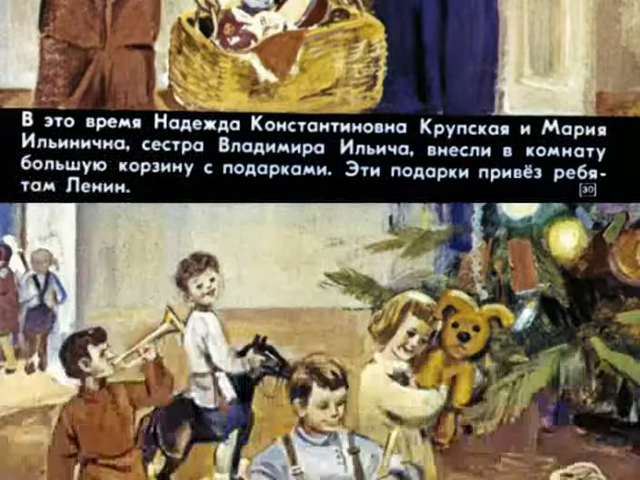 В это время Надежда Константиновна Крупская и Мария
Ильинична, сестра Владимира Ильича, внесли в комнату
большую корзину с подарками. Эти подарки привёз ребя-
там Ленин.
30